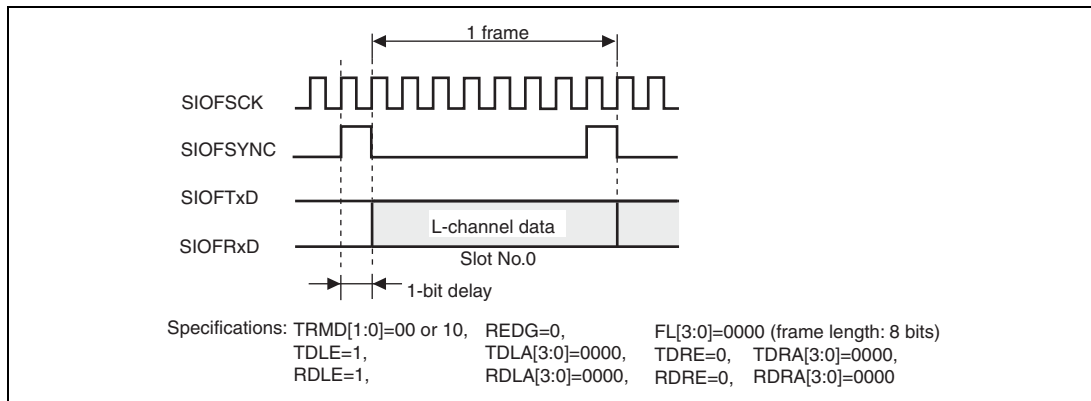 1 frame
SIOFSCK
SIOFSYNC
SIOFTxD
L-channel data
SIOFRxD
Slot No.0
1-bit delay
Specifications: TRMD[1:0]=00 or 10, REDG=0, FL[3:0]=0000 (frame length: 8 bits)
TDLE=1, TDLA[3:0]=0000, TDRE=0, TDRA[3:0]=0000,
RDLE=1, RDLA[3:0]=0000, RDRE=0, RDRA[3:0]=0000